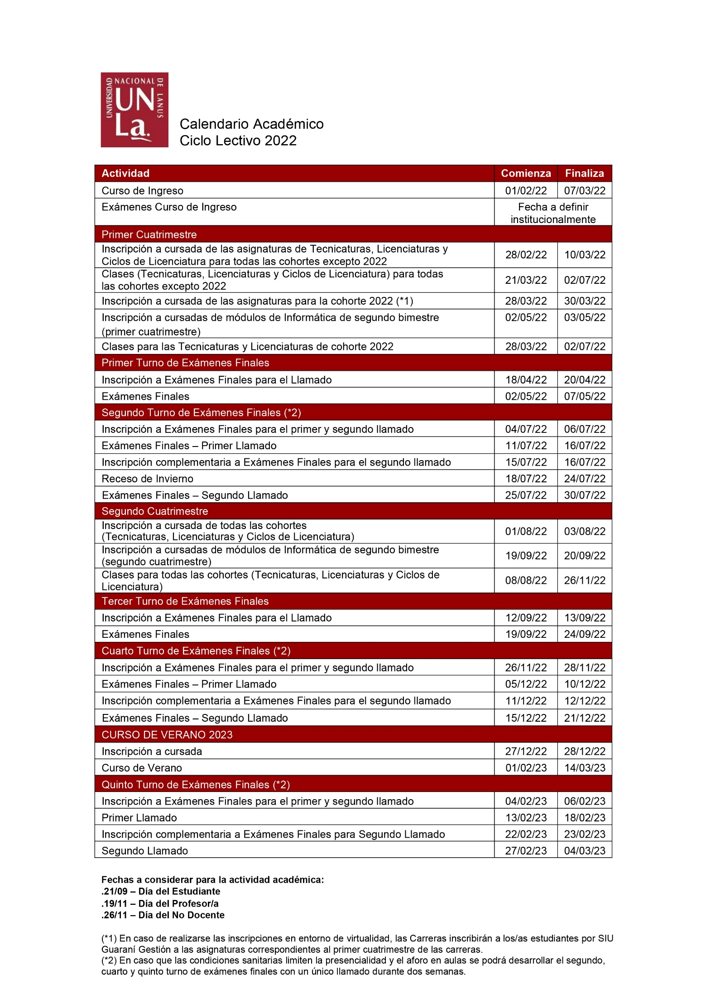 UNIVERSIDAD NACIONAL DE LANUS
UN
La.
Calendario Académico
Ciclo Lectivo 2022
Actividad Comienza Finaliza
Curso de Ingreso 01/02/22 07/03/22
Exámenes Curso de Ingreso Fecha a definir
institucionalmente
Primer Cuatrimestre
Inscripción a cursada de las asignaturas de Tecnicaturas, Licenciaturas y
Ciclos de Licenciatura para todas las cohortes excepto 2022 28/02/22 10/03/22
Clases (Tecnicaturas, Licenciaturas y Ciclos de Licenciatura) para todas
las cohortes excepto 2022 21/03/22 02/07/22
Inscripción a cursada de las asignaturas para la cohorte 2022 (*1) 28/03/22 30/03/22
Inscripción a cursadas de módulos de Informática de segundo bimestre 02/05/22 03/05/22
(primer cuatrimestre)
Clases para las Tecnicaturas y Licenciaturas de cohorte 2022 28/03/22 02/07/22
Primer Turno de Exámenes Finales
Inscripción a Exámenes Finales para el Llamado 18/04/22 20/04/22
Exámenes Finales 02/05/22 07/05/22
Segundo Turno de Exámenes Finales (*2)
Inscripción a Exámenes Finales para el primer y segundo llamado 04/07/22 06/07/22
Exámenes Finales – Primer Llamado 11/07/22 16/07/22
Inscripción complementaria a Exámenes Finales para el segundo llamado 15/07/22 16/07/22
Receso de Invierno 18/07/22 24/07/22
Exámenes Finales – Segundo Llamado 25/07/22 30/07/22
Segundo Cuatrimestre
Inscripción a cursada de todas las cohortes
(Tecnicaturas, Licenciaturas y Ciclos de Licenciatura) 01/08/22 03/08/22
Inscripción a cursadas de módulos de Informática de segundo bimestre
(segundo cuatrimestre) 19/09/22 20/09/22
Clases para todas las cohortes (Tecnicaturas, Licenciaturas y Ciclos de
Licenciatura) 08/08/22 26/11/22
Tercer Turno de Exámenes Finales
Inscripción a Exámenes Finales para el Llamado 12/09/22 13/09/22
Exámenes Finales 19/09/22 24/09/22
Cuarto Turno de Exámenes Finales (*2)
Inscripción a Exámenes Finales para el primer y segundo llamado 26/11/22 28/11/22
Exámenes Finales – Primer Llamado 05/12/22 10/12/22
Inscripción complementaria a Exámenes Finales para el segundo llamado 11/12/22 12/12/22
Exámenes Finales – Segundo Llamado 15/12/22 21/12/22
CURSO DE VERANO 2023
Inscripción a cursada 27/12/22 28/12/22
Curso de Verano 01/02/23 14/03/23
Quinto Turno de Exámenes Finales (*2)
Inscripción a Exámenes Finales para el primer y segundo llamado 04/02/23 06/02/23
Primer Llamado 13/02/23 18/02/23
Inscripción complementaria a Exámenes Finales para Segundo Llamado 22/02/23 23/02/23
Segundo Llamado 27/02/23 04/03/23
Fechas a considerar para la actividad académica:
.21/09 – Día del Estudiante
.19/11 – Día del Profesor/a
.26/11 – Día del No Docente
(*1) En caso de realizarse las inscripciones en entorno de virtualidad, las Carreras inscribirán a los/as estudiantes por SIU
Guaraní Gestión a las asignaturas correspondientes al primer cuatrimestre de las carreras.
(*2) En caso que las condiciones sanitarias limiten la presencialidad y el aforo en aulas se podrá desarrollar el segundo,
cuarto y quinto turno de exámenes finales con un único llamado durante dos semanas.